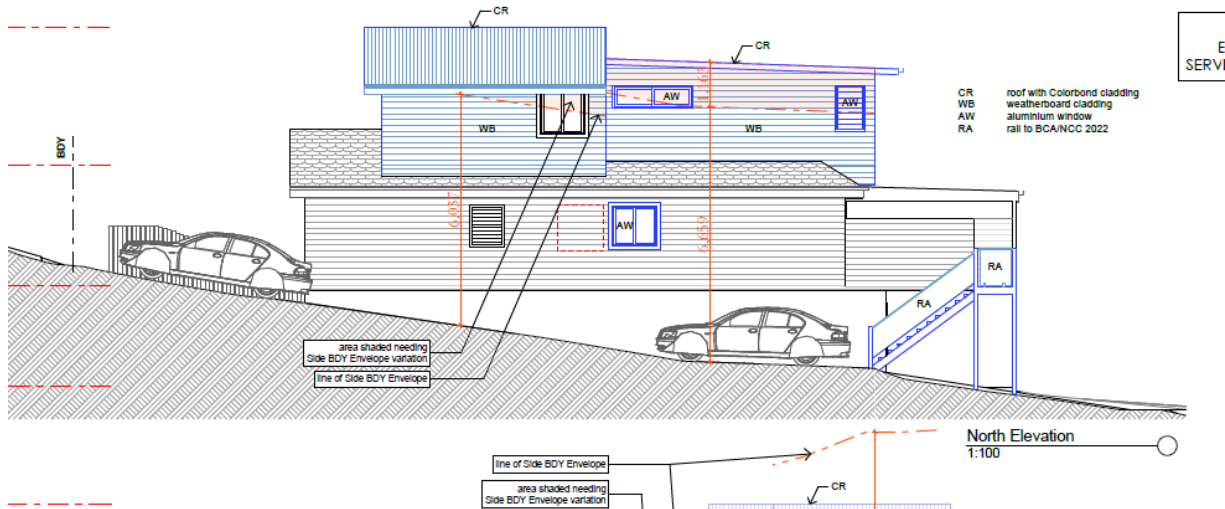 CR
CR
E
SERVI
CR roof with Colorbond cladding
WB weatherboard cladding
AW aluminium window
RA rail to BCA/NCC 2022
BDY
AW
AW
1.165
WB
WB
6.037
AW
6.659
RA
RA
area shaded needing
Side BDY Envelope variation
line of Side BDY Envelope
North Elevation
1:100
line of Side BDY Envelope
area shaded needing
Side BDY Envelope variation
CR